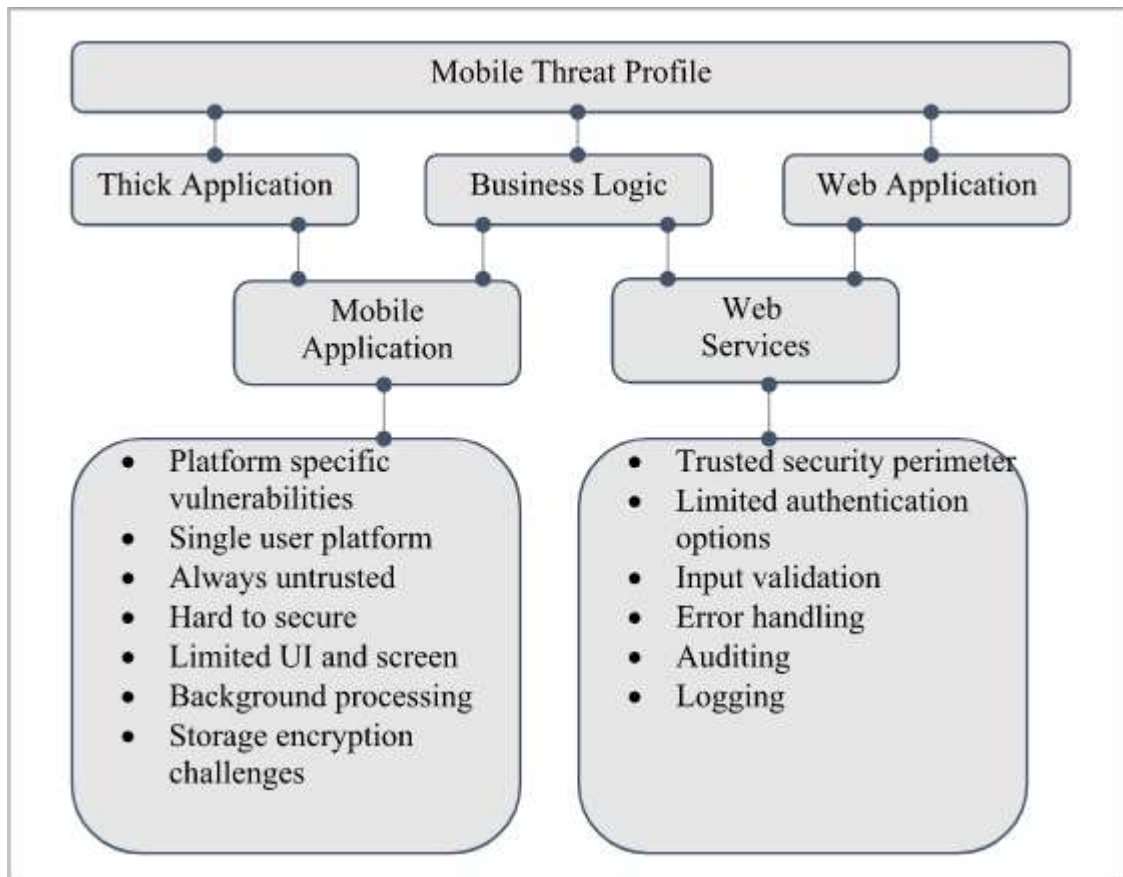 Mobile Threat Profile
Thick Application
Business Logic
Web Application
Mobile
Application
Web
Services
• Platform specific
vulnerabilities
• Single user platform
• Always untrusted
• Hard to secure
• Limited UI and screen
• Background processing
• Storage encryption
challenges
• Trusted security perimeter
• Limited authentication
options
• Input validation
• Error handling
• Auditing
• Logging